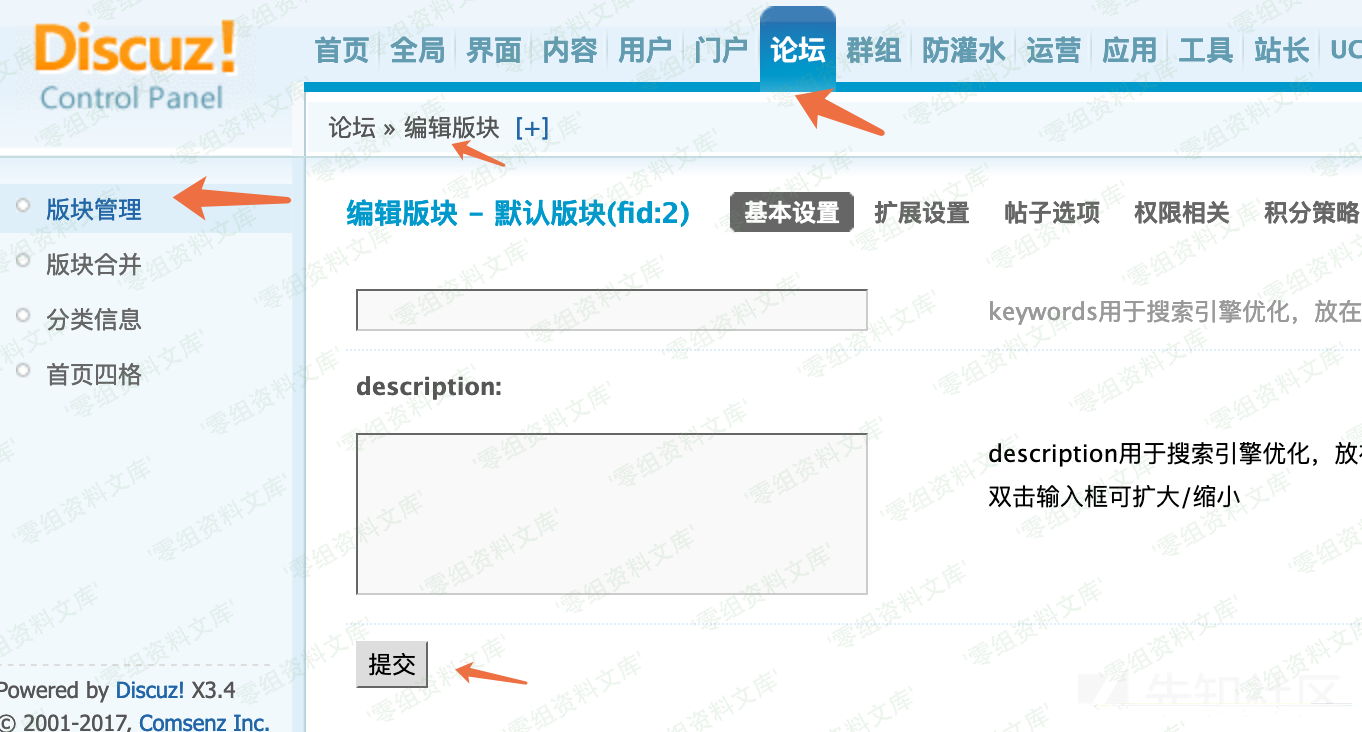 Discuz!
Control Panel
首页 全局 界面 内容 用户 门户 论坛 群组 防灌水 运营 应用 工具 站长 UC
论坛 » 编辑版块 [+]
版块管理
版块合并
分类信息
首页四格
编辑版块 – 默认版块(fid:2) 基本设置 扩展设置 帖子选项 权限相关 积分策略
keywords用于搜索引擎优化，放在
description:
description用于搜索引擎优化，放在
双击输入框可扩大/缩小
提交
Powered by Discuz! X3.4
© 2001-2017, Comsenz Inc.
'零组资料文库'
先知社区